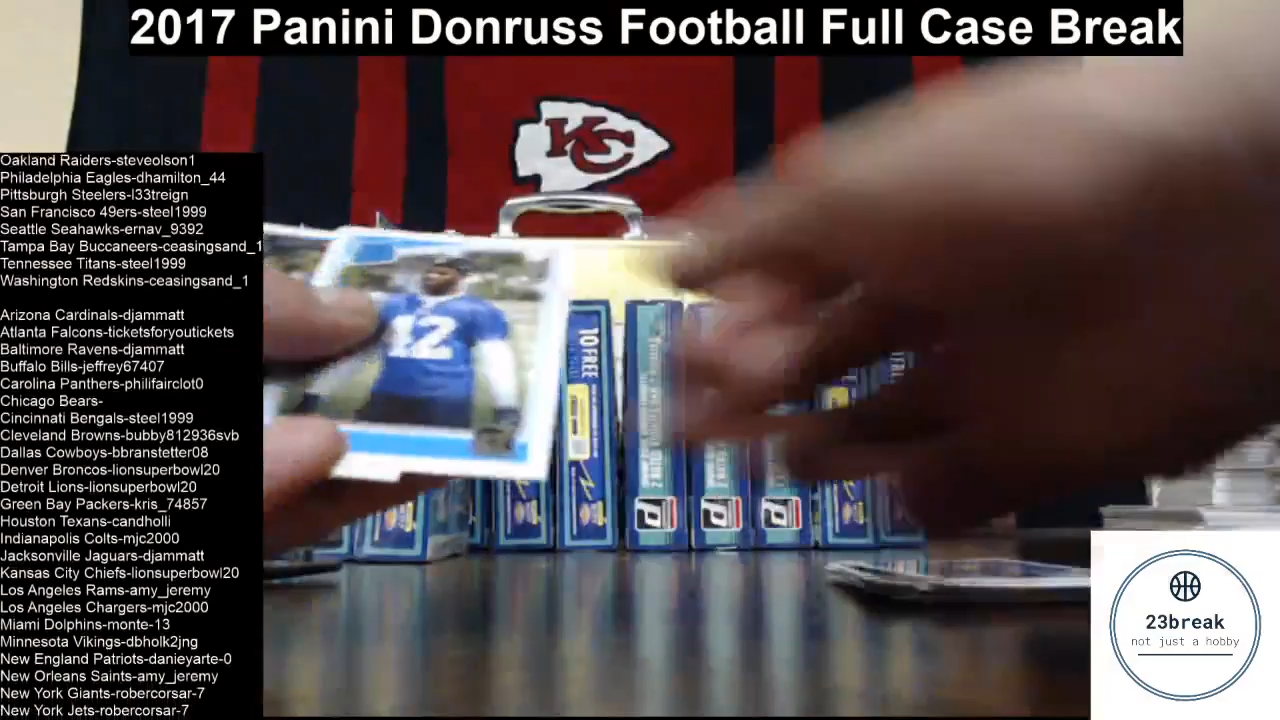 2017 Panini Donruss Football Full Case Break
KC
Oakland Raiders-steveolson1
Philadelphia Eagles-dhamilton_44
Pittsburgh Steelers-l33treign
San Francisco 49ers-steel1999
Seattle Seahawks-ernav_9392
Tampa Bay Buccaneers-ceasingsand_1
Tennessee Titans-steel1999
Washington Redskins-ceasingsand_1
Arizona Cardinals-djammatt
Atlanta Falcons-ticketsforyoutickets
Baltimore Ravens-djammatt
Buffalo Bills-jeffrey67407
Carolina Panthers-philifairclot0
Chicago Bears-
Cincinnati Bengals-steel1999
Cleveland Browns-bubby812936svb
Dallas Cowboys-bbranstetter08
Denver Broncos-lionsuperbowl20
Detroit Lions-lionsuperbowl20
Green Bay Packers-kris_74857
Houston Texans-candholli
Indianapolis Colts-mjc2000
Jacksonville Jaguars-djammatt
Kansas City Chiefs-lionsuperbowl20
Los Angeles Rams-amy_jeremy
Los Angeles Chargers-mjc2000
Miami Dolphins-monte-13
Minnesota Vikings-dbholk2jng
New England Patriots-danieyarte-0
New Orleans Saints-amy_jeremy
New York Giants-robercorsar-7
New York Jets-robercorsar-7
12
10 FREE
23break
not just a hobby